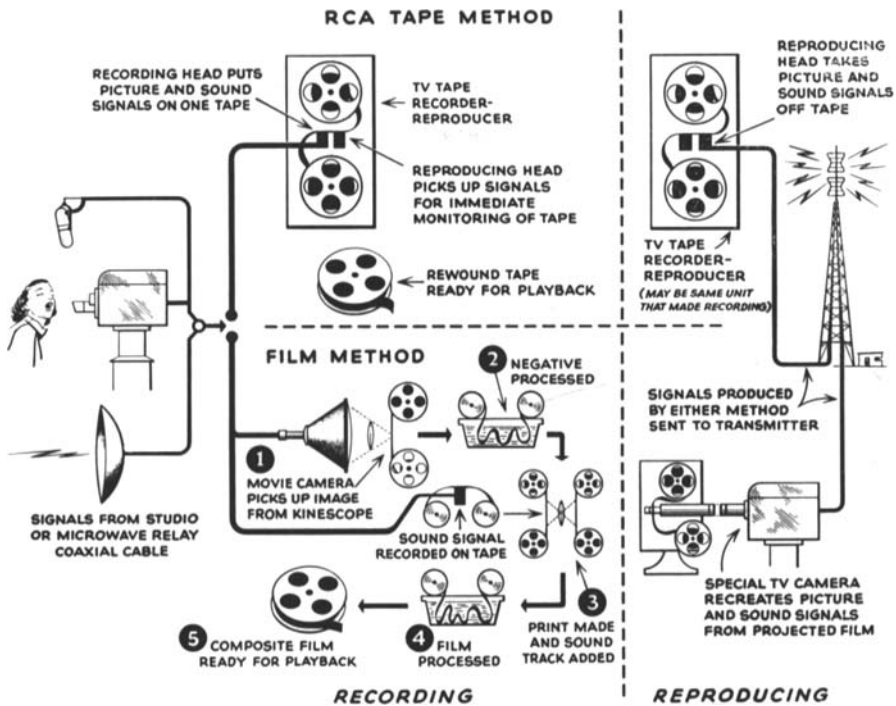 RCA TAPE METHOD
RECORDING HEAD PUTS
PICTURE AND SOUND
SIGNALS ON ONE TAPE
TV TAPE
RECORDER-
REPRODUCER
REPRODUCING HEAD
PICKS UP SIGNALS
FOR IMMEDIATE
MONITORING OF TAPE
REWOUND TAPE
READY FOR PLAYBACK
REPRODUCING
HEAD TAKES
PICTURE AND
SOUND SIGNALS
OFF TAPE
TV TAPE
RECORDER-
REPRODUCER
(MAY BE SAME UNIT
THAT MADE RECORDING)
SIGNALS FROM STUDIO
OR MICROWAVE RELAY
COAXIAL CABLE
FILM METHOD
1
MOVIE CAMERA
PICKS UP IMAGE
FROM KINESCOPE
2 NEGATIVE
PROCESSED
SOUND SIGNAL
RECORDED ON TAPE
3
PRINT MADE
AND SOUND
TRACK ADDED
4 FILM
PROCESSED
5 COMPOSITE FILM
READY FOR PLAYBACK
SIGNALS PRODUCED
BY EITHER METHOD
SENT TO TRANSMITTER
SPECIAL TV CAMERA
RECREATES PICTURE
AND SOUND SIGNALS
FROM PROJECTED FILM
RECORDING
REPRODUCING